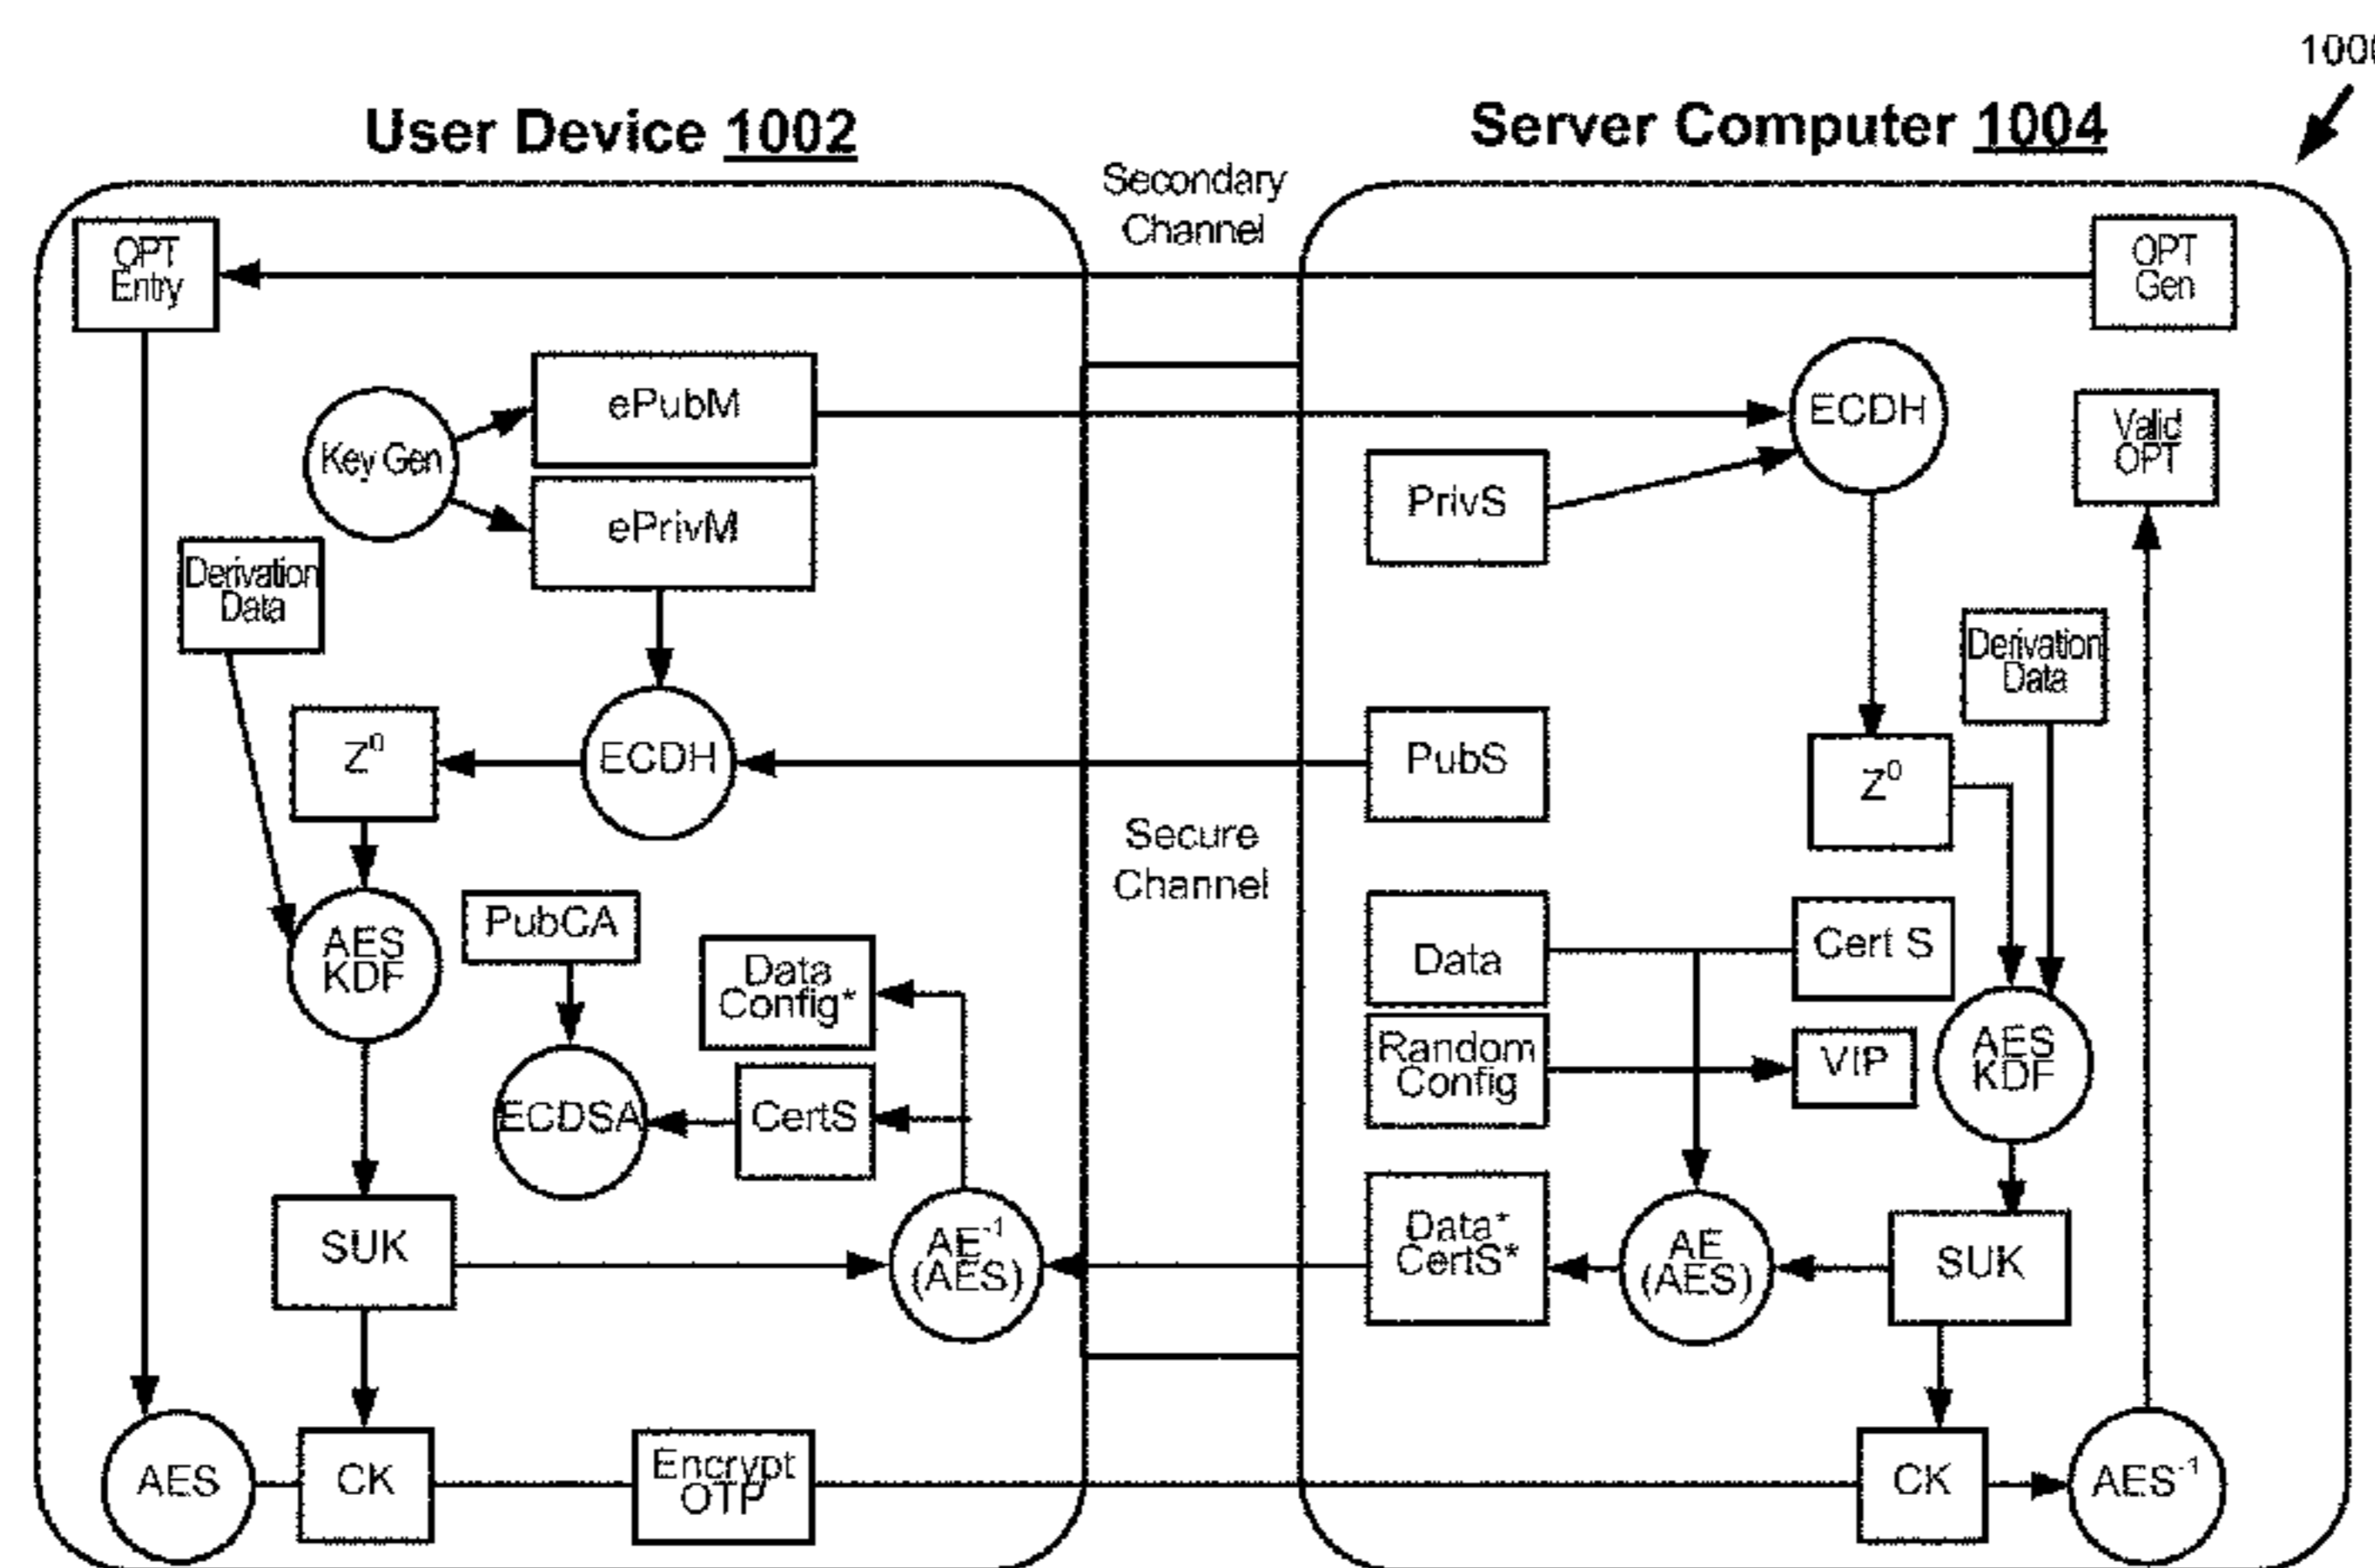 1000
User Device 1002
Server Computer 1004
Secondary
Channel
OPT
Entry
OPT
Gen
ePubM
Key Gen
ePrivM
ECDH
Valid
OPT
PrivS
Derivation
Data
Derivation
Data
Z⁰
ECDH
PubS
Z⁰
Secure
Channel
AES
KDF
PubCA
Data
Config*
Data
Cert S
Random
Config
VIP
AES
KDF
ECDSA
CertS
SUK
AE⁻¹
(AES)
Data*
CertS*
AE
(AES)
SUK
AES
CK
Encrypt
OTP
CK
AES⁻¹